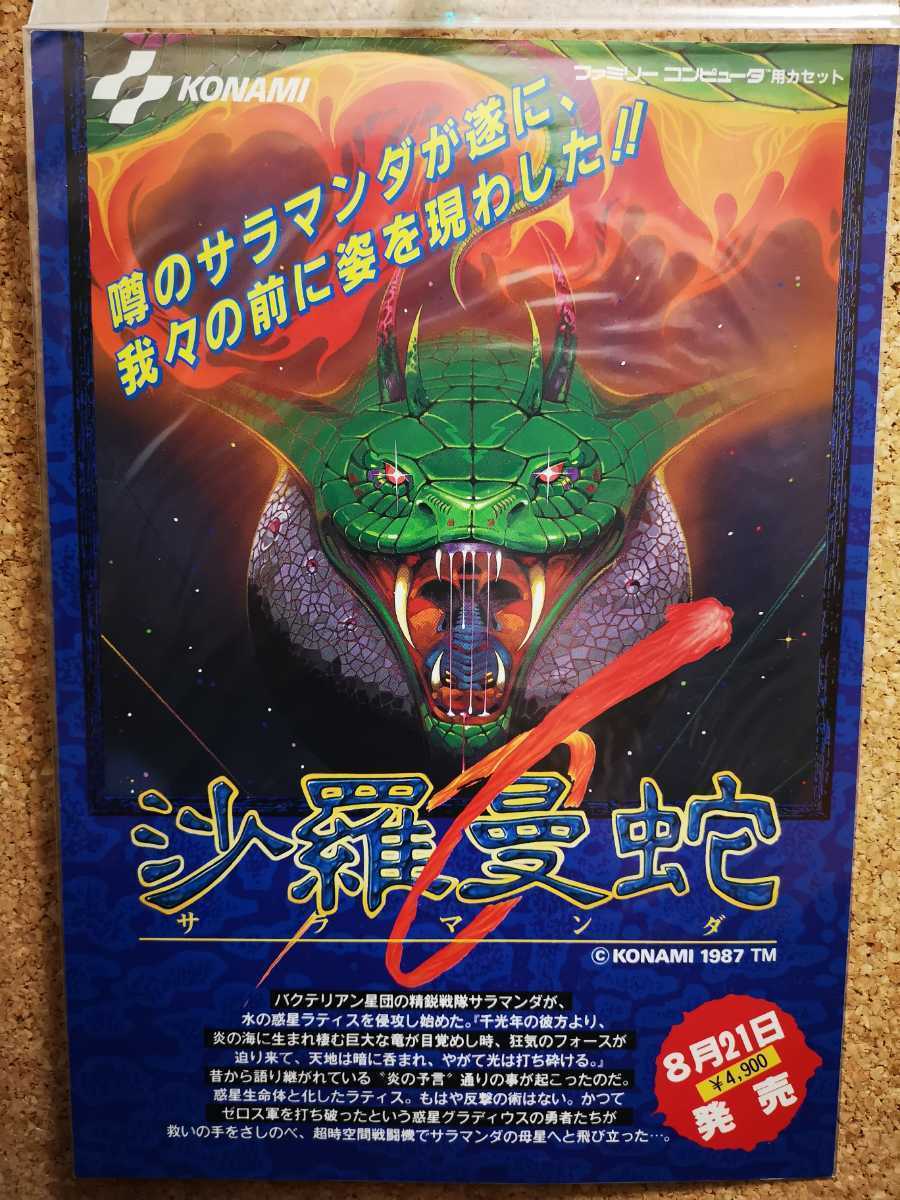 KONAMI
ファミリー コンピュータ™用カセット
噂のサラマンダが遂に、
我々の前に姿を現わした!!
沙羅曼蛇
サラマンダ
©KONAMI 1987 TM
バクテリアン星団の精鋭戦隊サラマンダが、
水の惑星ラティスを侵攻し始めた。『千光年の彼方より、
炎の海に生まれ棲む巨大な竜が目覚めし時、狂気のフォースが
迫り来て、天地は暗に呑まれ、やがて光は打ち砕ける。』
昔から語り継がれている〝炎の予言〟通りの事が起こったのだ。
惑星生命体と化したラティス。もはや反撃の術はない。かつて
ゼロス軍を打ち破ったという惑星グラディウスの勇者たちが
救いの手をさしのべ、超時空間戦闘機でサラマンダの母星へと飛び立った…。
8月21日
¥4,900
発売